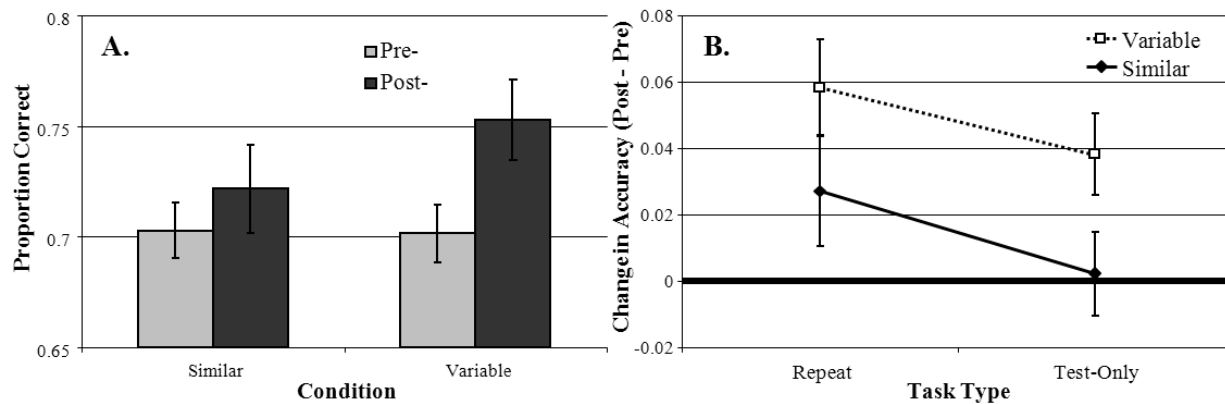 A.
Pre-
Post-
0.8
0.75
0.7
0.65
Proportion Correct
Similar
Variable
Condition
B.
Variable
Similar
0.08
0.06
0.04
0.02
0
-0.02
Change in Accuracy (Post - Pre)
Repeat
Test-Only
Task Type